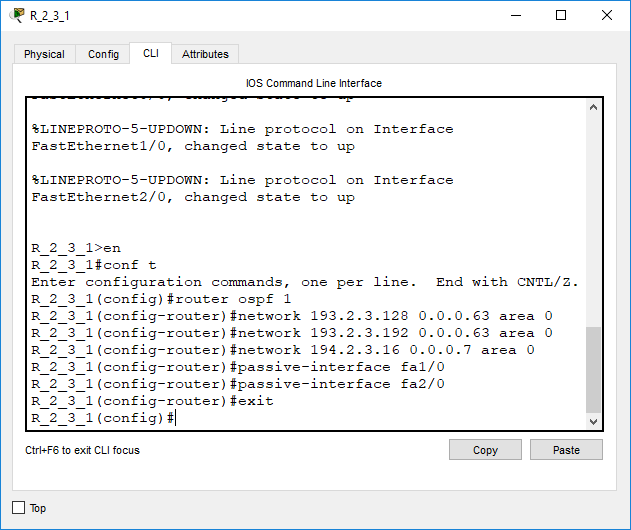 R_2_3_1
Physical Config CLI Attributes
IOS Command Line Interface
changed state to up
%LINEPROTO-5-UPDOWN: Line protocol on Interface
FastEthernet1/0, changed state to up
%LINEPROTO-5-UPDOWN: Line protocol on Interface
FastEthernet2/0, changed state to up
R_2_3_1>en
R_2_3_1#conf t
Enter configuration commands, one per line.  End with CNTL/Z.
R_2_3_1(config)#router ospf 1
R_2_3_1(config-router)#network 193.2.3.128 0.0.0.63 area 0
R_2_3_1(config-router)#network 193.2.3.192 0.0.0.63 area 0
R_2_3_1(config-router)#network 194.2.3.16 0.0.0.7 area 0
R_2_3_1(config-router)#passive-interface fa1/0
R_2_3_1(config-router)#passive-interface fa2/0
R_2_3_1(config-router)#exit
R_2_3_1(config)#
Ctrl+F6 to exit CLI focus
Copy Paste
Top